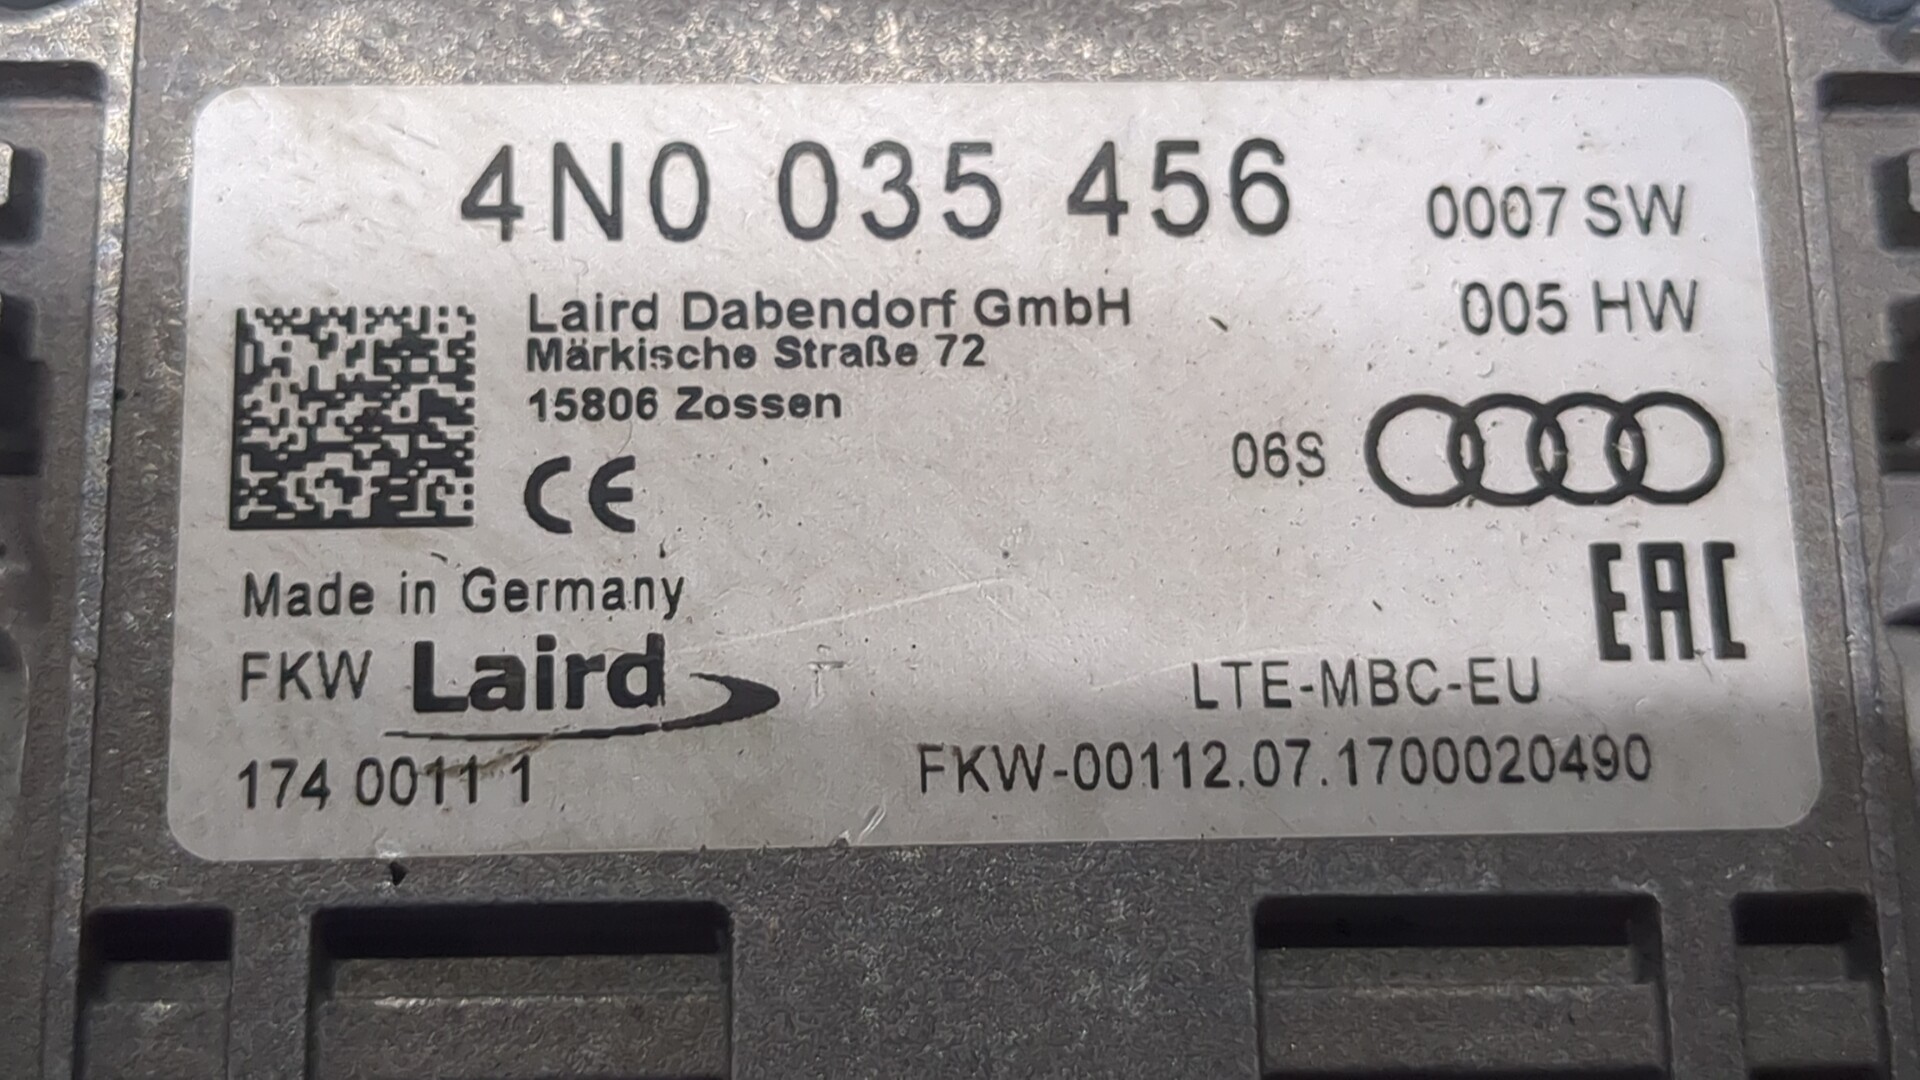 4N0 035 456
0007 SW
Laird Dabendorf GmbH
005 HW
Märkische Straße 72
15806 Zossen
06S
CE
EAC
Made in Germany
FKW Laird
LTE-MBC-EU
174 00111 1
FKW-00112.07.1700020490